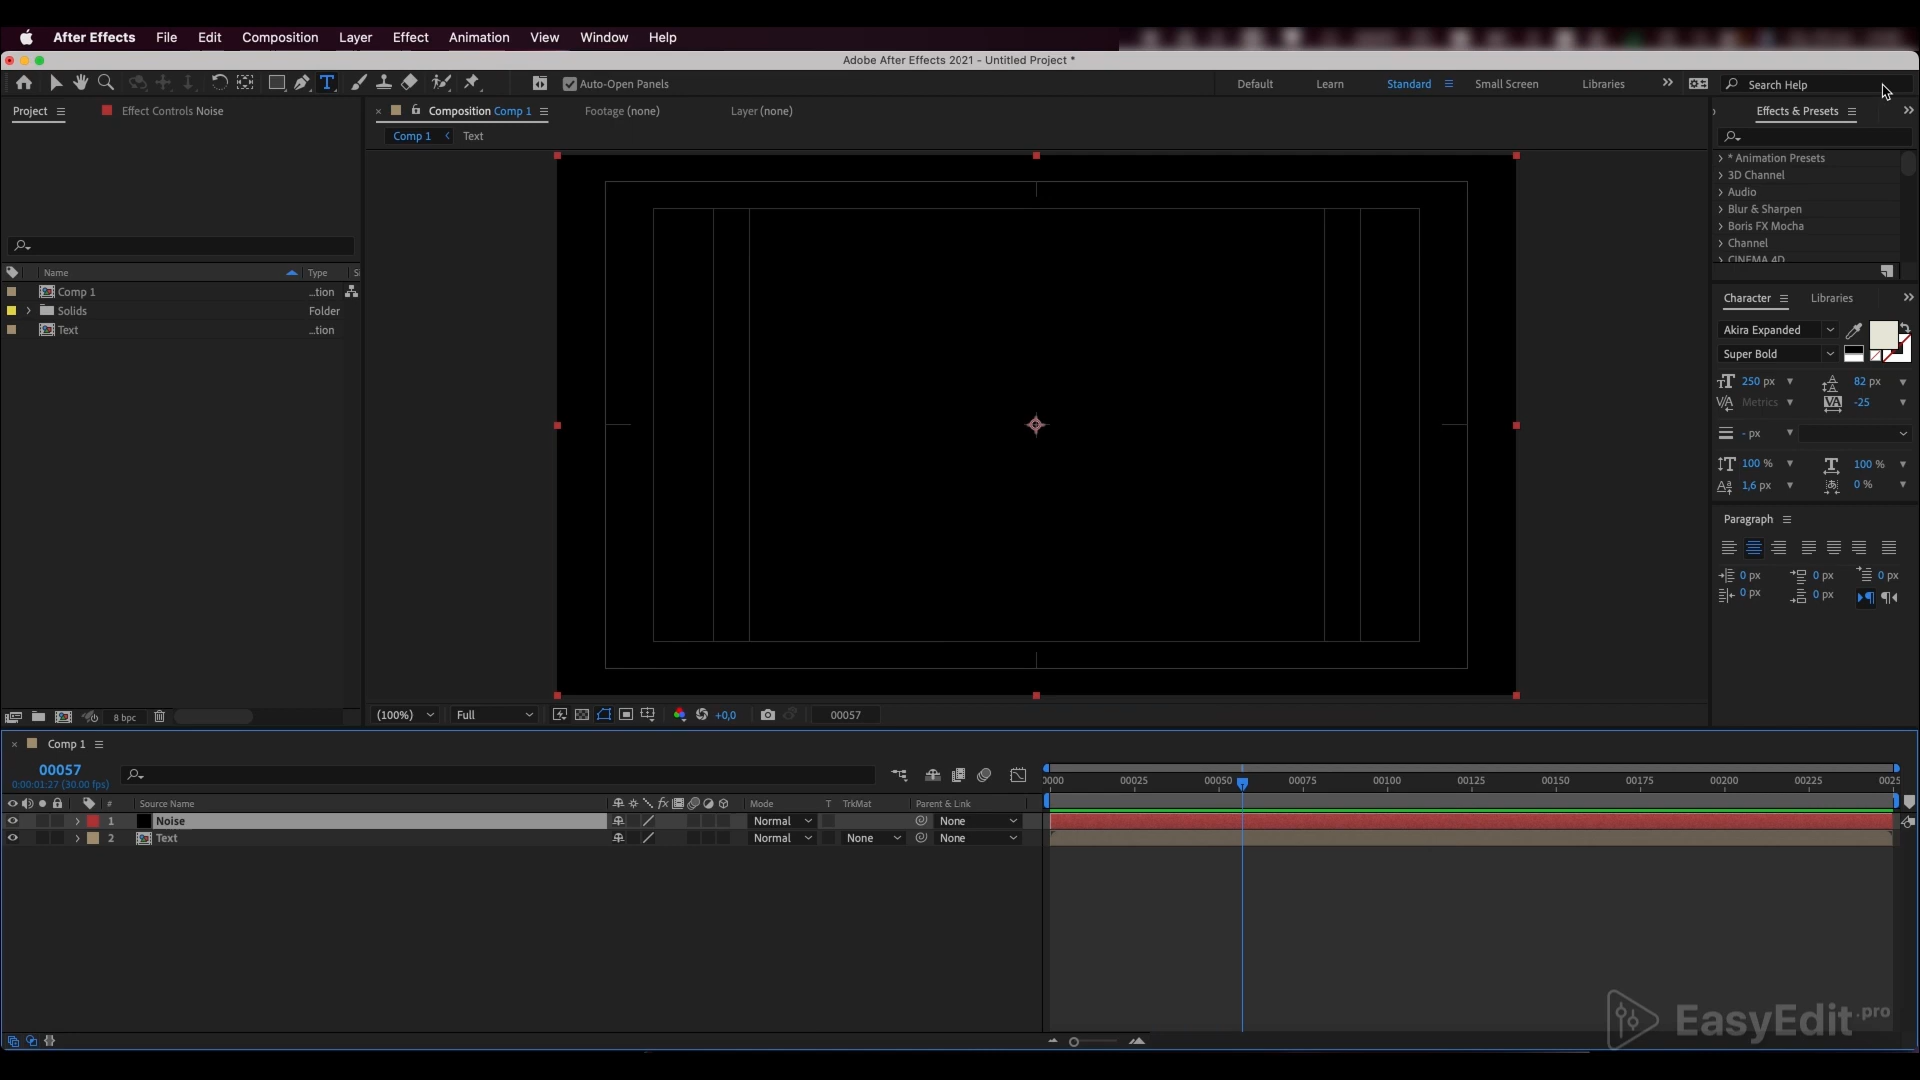 After Effects File Edit Composition Layer Effect Animation View Window Help
Adobe After Effects 2021 - Untitled Project *
Auto-Open Panels
Default Learn Standard Small Screen Libraries Search Help
Project Effect Controls Noise
Composition Comp 1 Footage (none) Layer (none)
Comp 1 Text
Effects & Presets
* Animation Presets
3D Channel
Audio
Blur & Sharpen
Boris FX Mocha
Channel
CINEMA 4D
Name Type Si
Comp 1 ...tion
Solids Folder
Text ...tion
8 bpc
Character Libraries
Akira Expanded
Super Bold
250 px 82 px
Metrics -25
- px
100 % 100 %
1,6 px 0 %
Paragraph
0 px 0 px 0 px
0 px 0 px
(100%) Full +0,0 00057
Comp 1
00057
0:00:01:27 (30.00 fps)
0000 00025 00050 00075 00100 00125 00150 00175 00200 00225 0025
# Source Name Mode T TrkMat Parent & Link
1 Noise Normal None
2 Text Normal None None
EasyEdit.pro